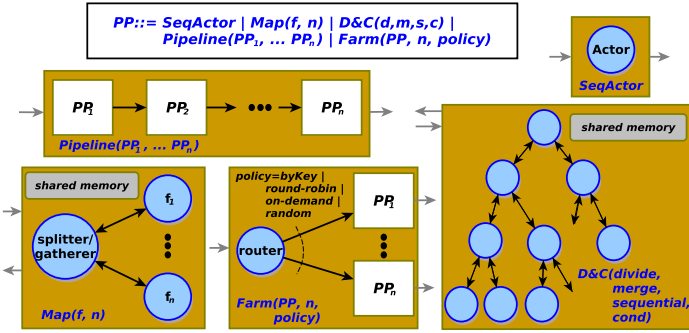 PP::= SeqActor | Map(f, n) | D&C(d,m,s,c) |
Pipeline(PP1, ... PPn) | Farm(PP, n, policy)
Actor
SeqActor
PP1
PP2
PPn
Pipeline(PP1, ... PPn)
shared memory
splitter/
gatherer
f1
fn
Map(f, n)
policy=byKey |
round-robin |
on-demand |
random
router
PP1
PPn
Farm(PP, n,
policy)
shared memory
D&C(divide,
merge,
sequential,
cond)